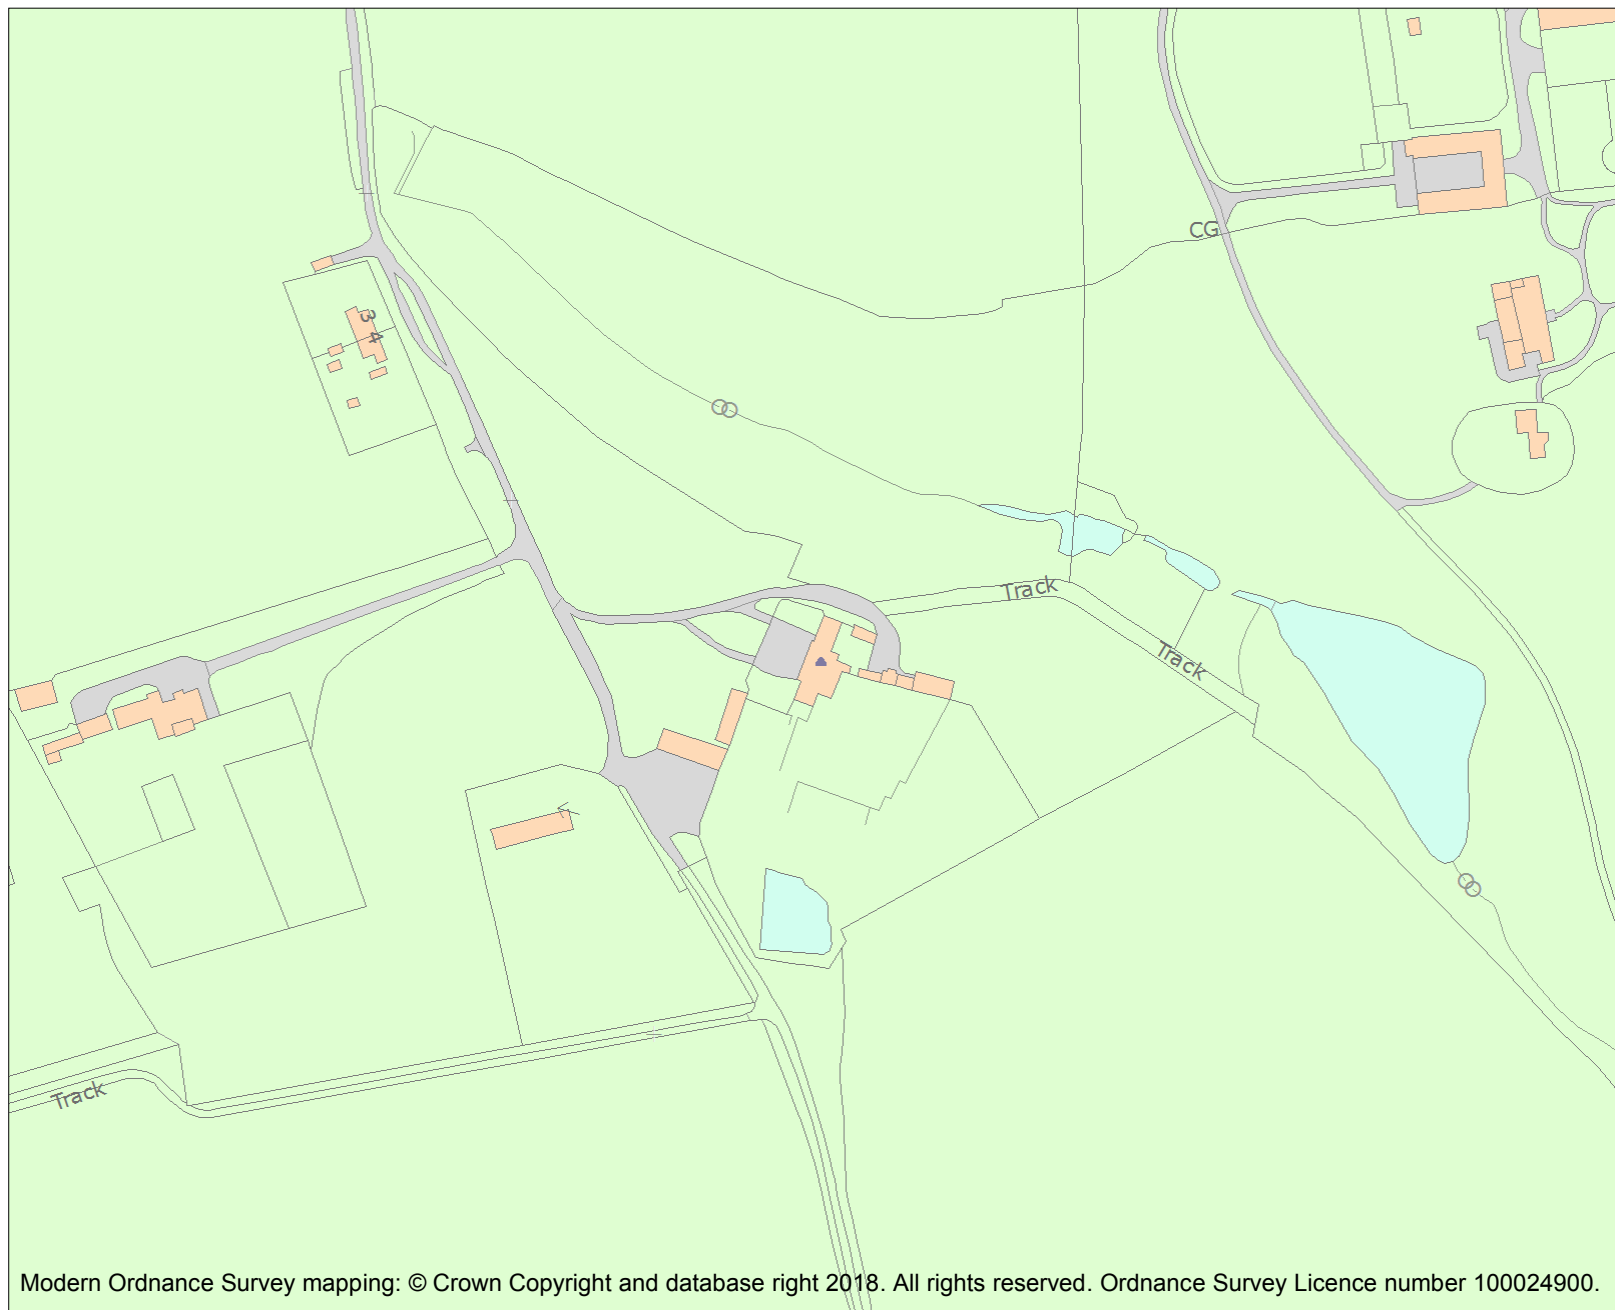 CG
3
4
Track
Track
Track
Modern Ordnance Survey mapping: © Crown Copyright and database right 2018. All rights reserved. Ordnance Survey Licence number 100024900.